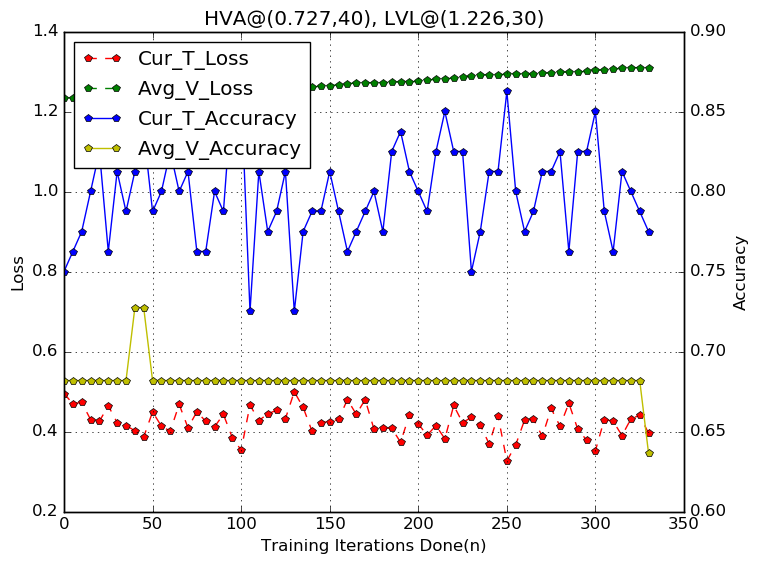 HVA@(0.727,40), LVL@(1.226,30)
1.4
1.2
1.0
0.8
0.6
0.4
0.2
Loss
Cur_T_Loss
Avg_V_Loss
Cur_T_Accuracy
Avg_V_Accuracy
0.90
0.85
0.80
0.75
0.70
0.65
0.60
Accuracy
0 50 100 150 200 250 300 350
Training Iterations Done(n)